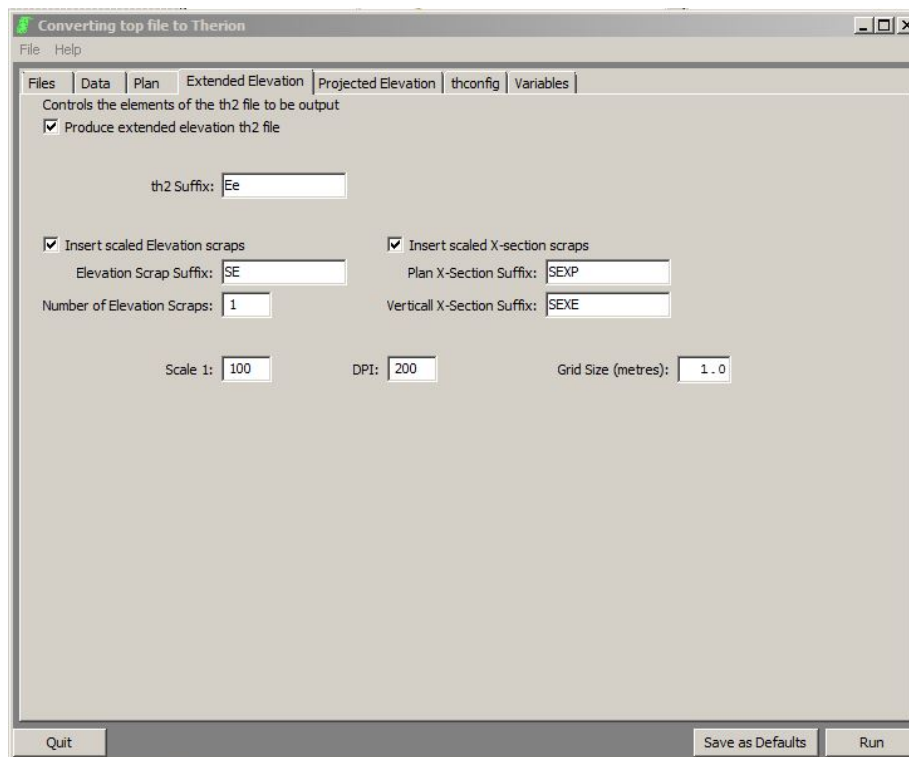 Converting top file to Therion
File Help
Files Data Plan Extended Elevation Projected Elevation thconfig Variables
Controls the elements of the th2 file to be output
Produce extended elevation th2 file
th2 Suffix: Ee
Insert scaled Elevation scraps Insert scaled X-section scraps
Elevation Scrap Suffix: SE Plan X-Section Suffix: SEXP
Number of Elevation Scraps: 1 Verticall X-Section Suffix: SEXE
Scale 1: 100 DPI: 200 Grid Size (metres): 1.0
Quit Save as Defaults Run